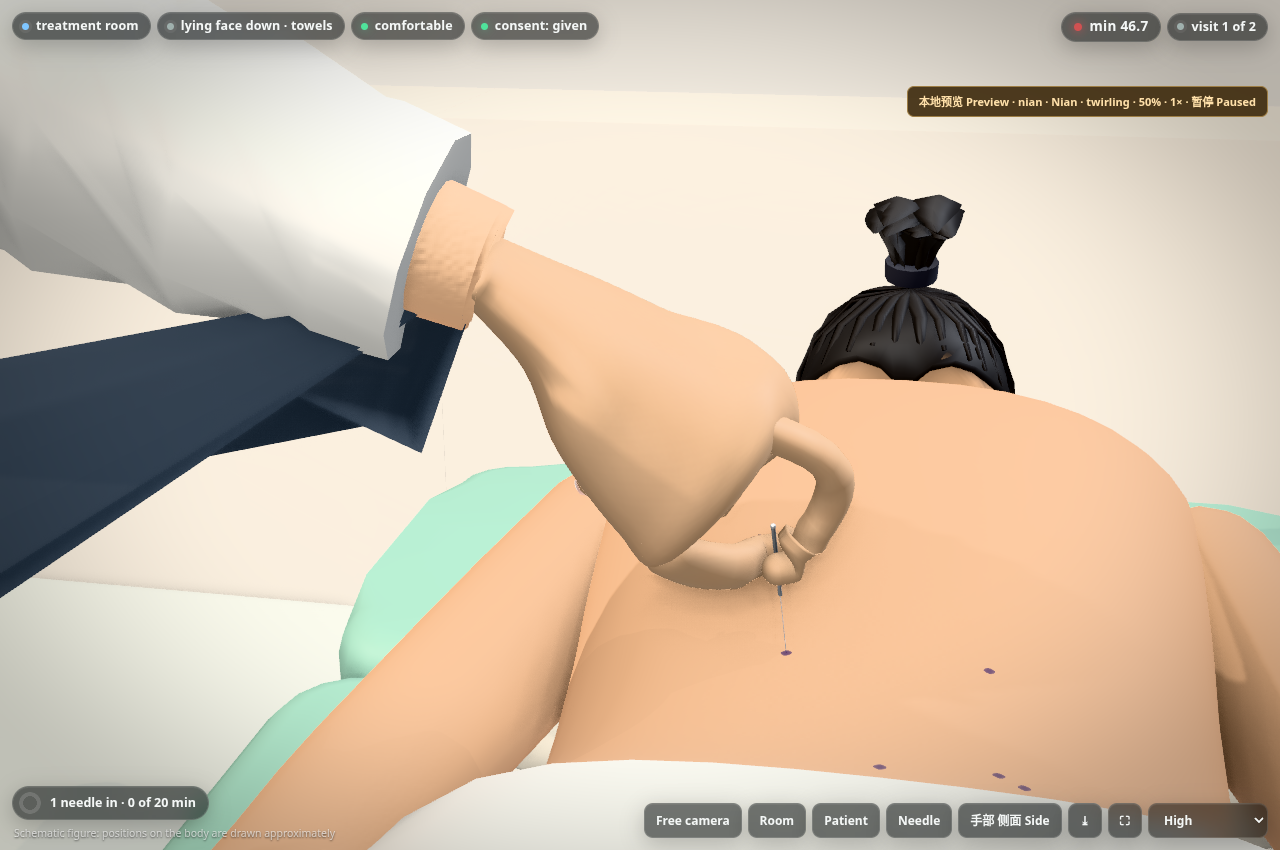 treatment room
lying face down · towels
comfortable
consent: given
min 46.7
visit 1 of 2
本地预览 Preview · nian · Nian · twirling · 50% · 1× · 暂停 Paused
1 needle in · 0 of 20 min
Schematic figure: positions on the body are drawn approximately
Free camera
Room
Patient
Needle
手部 侧面 Side
High